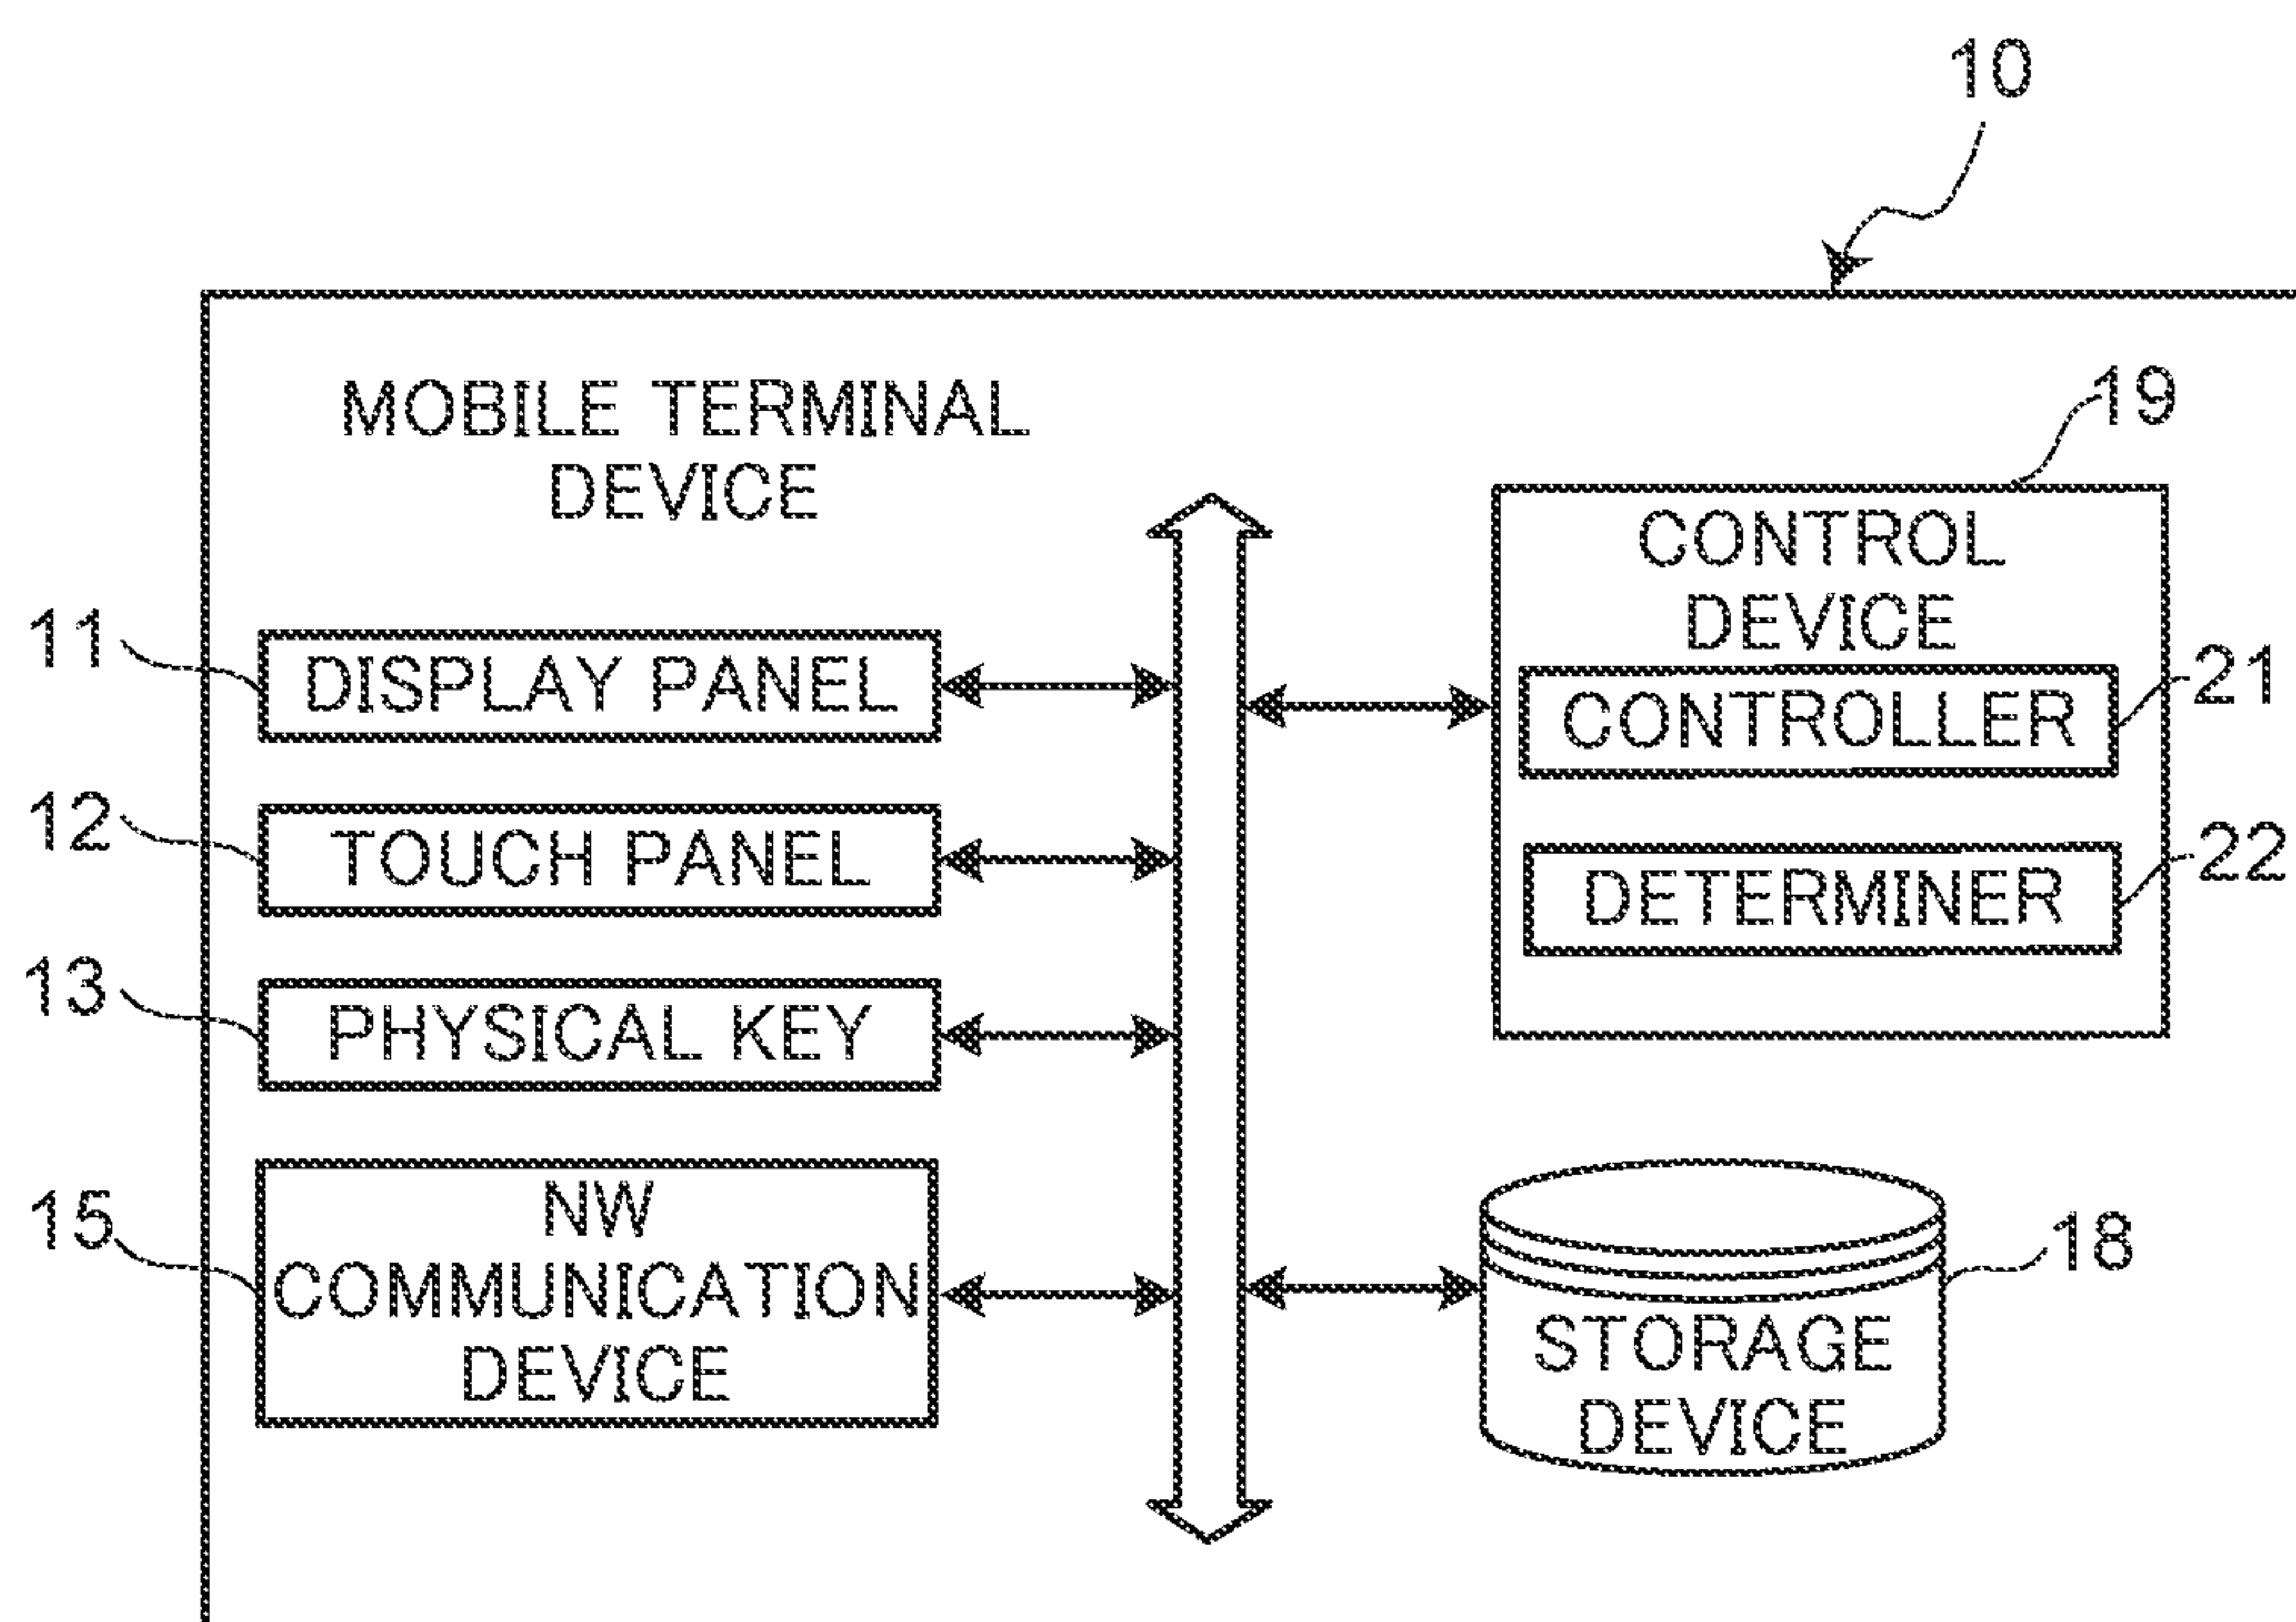 10
MOBILE TERMINAL
DEVICE
19
CONTROL
DEVICE
11
DISPLAY PANEL
21
CONTROLLER
12
TOUCH PANEL
22
DETERMINER
13
PHYSICAL KEY
15
NW
COMMUNICATION
DEVICE
18
STORAGE
DEVICE